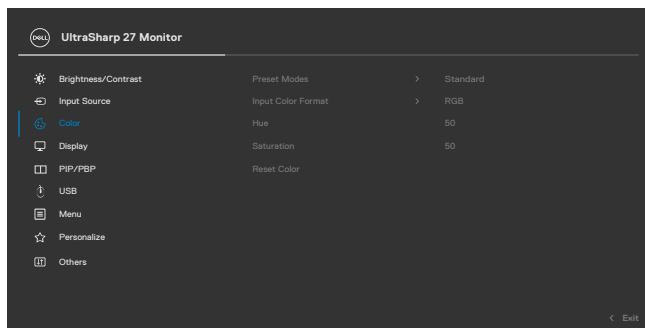 DELL UltraSharp 27 Monitor
Brightness/Contrast Preset Modes > Standard
Input Source Input Color Format > RGB
Color Hue 50
Display Saturation 50
PIP/PBP Reset Color
USB
Menu
Personalize
Others
< Exit